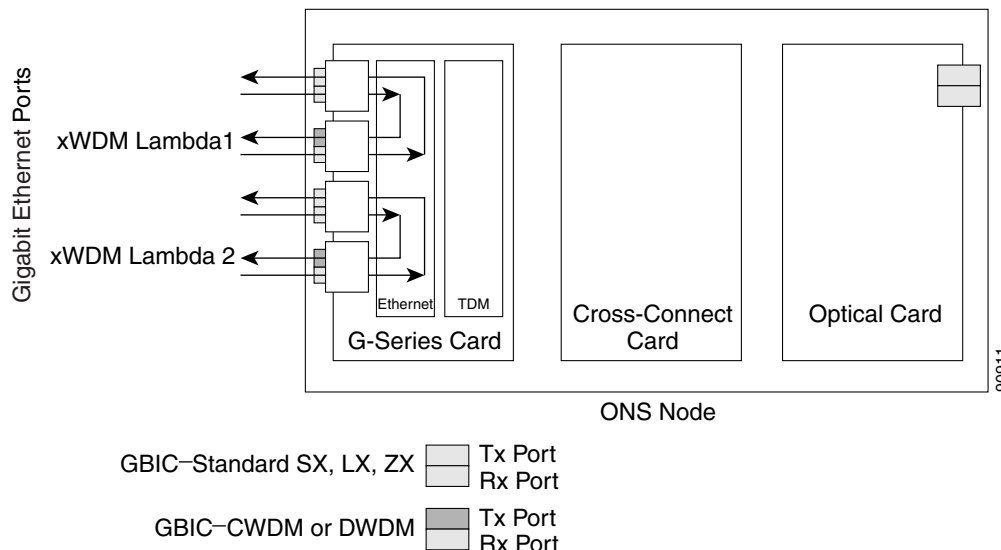 Gigabit Ethernet Ports
xWDM Lambda1
xWDM Lambda 2
Ethernet
TDM
G-Series Card
Cross-Connect
Card
Optical Card
ONS Node
GBIC–Standard SX, LX, ZX
Tx Port
Rx Port
GBIC–CWDM or DWDM
Tx Port
Rx Port